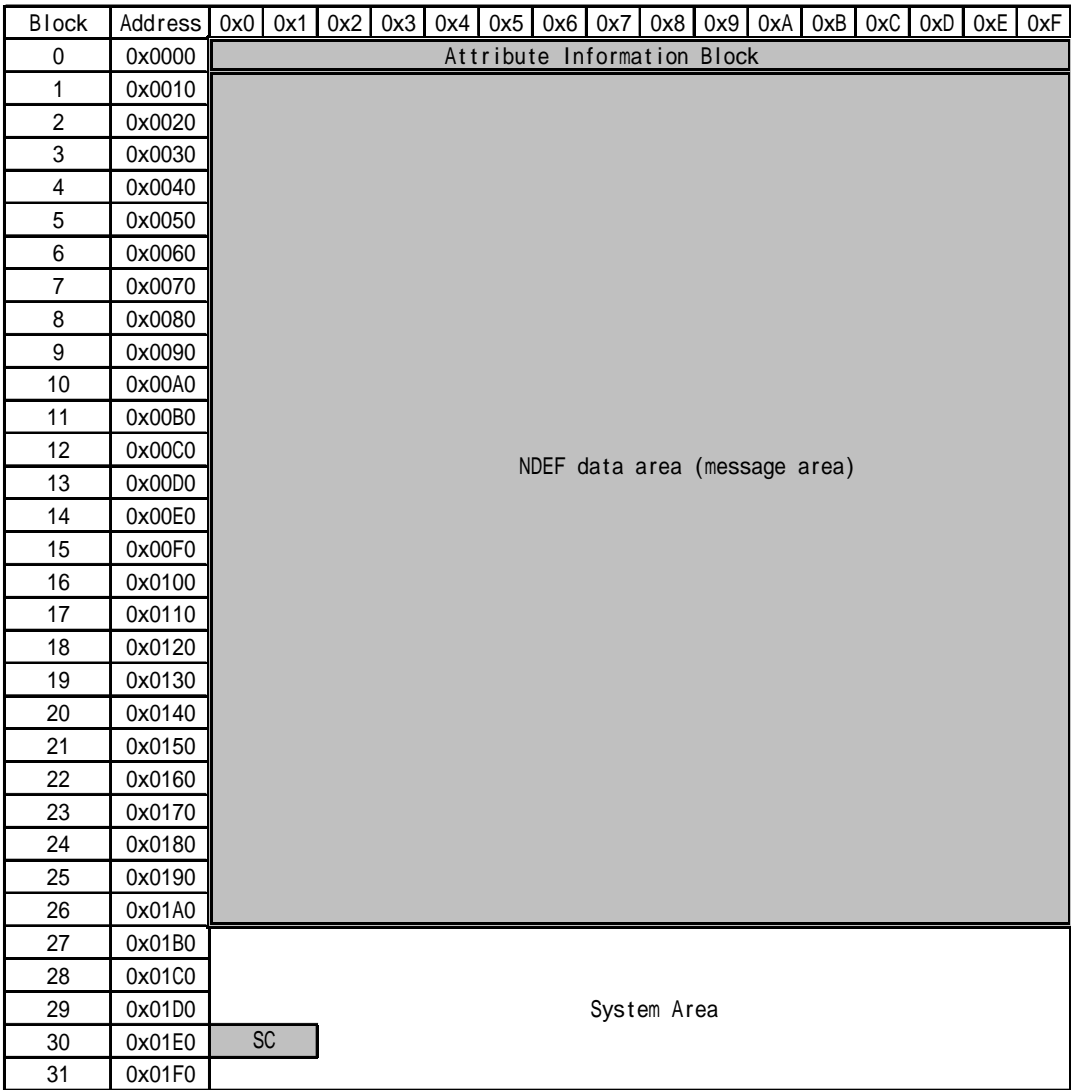 Block Address 0x0 0x1 0x2 0x3 0x4 0x5 0x6 0x7 0x8 0x9 0xA 0xB 0xC 0xD 0xE 0xF
0 0x0000 Attribute Information Block
1 0x0010
2 0x0020
3 0x0030
4 0x0040
5 0x0050
6 0x0060
7 0x0070
8 0x0080
9 0x0090
10 0x00A0
11 0x00B0
12 0x00C0
NDEF data area (message area)
13 0x00D0
14 0x00E0
15 0x00F0
16 0x0100
17 0x0110
18 0x0120
19 0x0130
20 0x0140
21 0x0150
22 0x0160
23 0x0170
24 0x0180
25 0x0190
26 0x01A0
27 0x01B0
28 0x01C0
29 0x01D0 System Area
30 0x01E0 SC
31 0x01F0